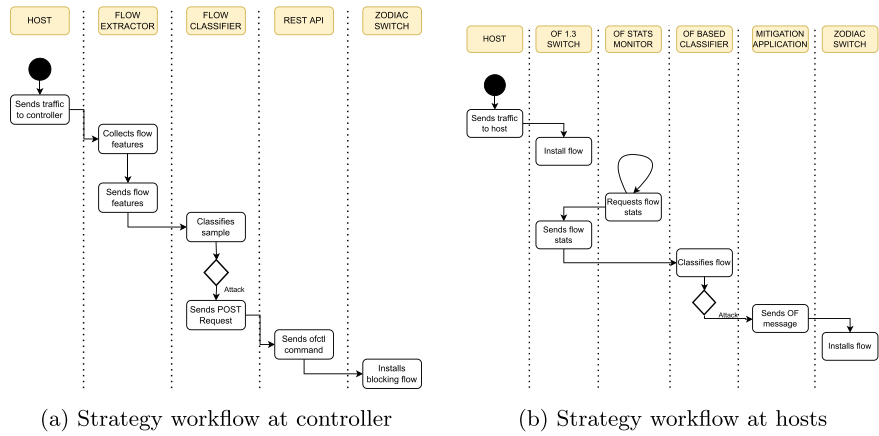 HOST
FLOW
EXTRACTOR
FLOW
CLASSIFIER
REST API
ZODIAC
SWITCH
Sends traffic
to controller
Collects flow
features
Sends flow
features
Classifies
sample
Attack
Sends POST
Request
Sends ofctl
command
Installs
blocking flow
(a) Strategy workflow at controller
HOST
OF 1.3
SWITCH
OF STATS
MONITOR
OF BASED
CLASSIFIER
MITIGATION
APPLICATION
ZODIAC
SWITCH
Sends traffic
to host
Install flow
Requests flow
stats
Sends flow
stats
Classifies flow
Attack
Sends OF
message
Installs flow
(b) Strategy workflow at hosts